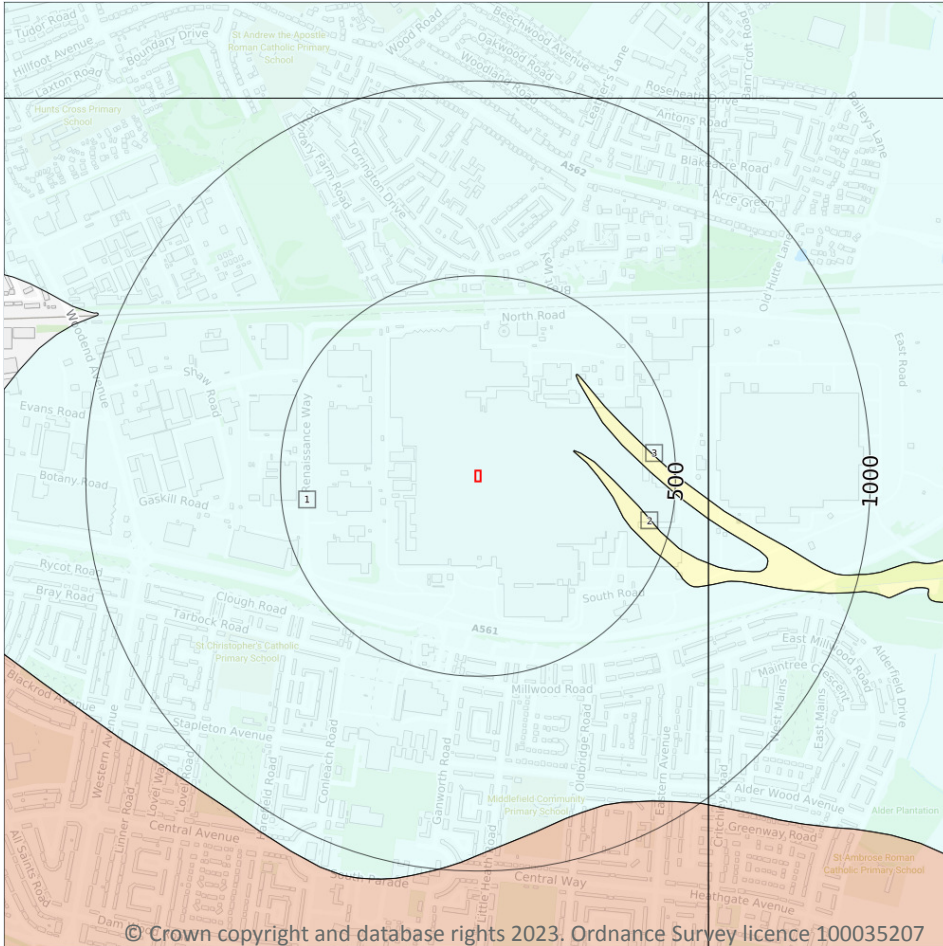 Tudor Road
Hillfoot Avenue
Laxton Road
Boundary Drive
St Andrew the Apostle
Roman Catholic Primary
School
Wood Road
Beechwood Avenue
Oakwood Road
Woodland Road
Barn Croft Road
Hunts Cross Primary
School
Roseheath Drive
Antons Road
Baileys Lane
Torrington Drive
A562
Blakeacre Road
Acre Green
Old Hutte Lane
North Road
Woodend Avenue
East Road
Shaw Road
Evans Road
Renaissance Way
Botany Road
Gaskill Road
1
2
3
500
1000
Rycot Road
Bray Road
Clough Road
Tarbock Road
South Road
A561
St Christopher's Catholic
Primary School
East Millwood Road
Maintree Crescent
Alderfield Drive
Millwood Road
Blackrod Avenue
Western Avenue
Stapleton Avenue
Conleach Road
Ganworth Road
Oldbridge Road
Eastern Avenue
West Mains
East Mains
Middlefield Community
Primary School
Alder Wood Avenue
Alder Plantation
Critchley Road
Greenway Road
Linner Road
Central Avenue
All Saints Road
South Parade
Little Heath Road
Central Way
Heathgate Avenue
St Ambrose Roman
Catholic Primary School
© Crown copyright and database rights 2023. Ordnance Survey licence 100035207